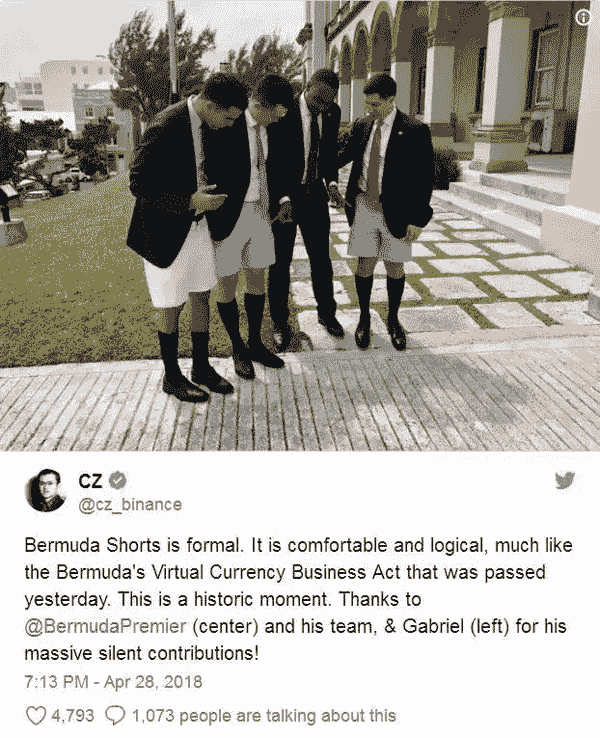 CZ
@cz_binance
Bermuda Shorts is formal. It is comfortable and logical, much like
the Bermuda's Virtual Currency Business Act that was passed
yesterday. This is a historic moment. Thanks to
@BermudaPremier (center) and his team, & Gabriel (left) for his
massive silent contributions!
7:13 PM - Apr 28, 2018
4,793 1,073 people are talking about this